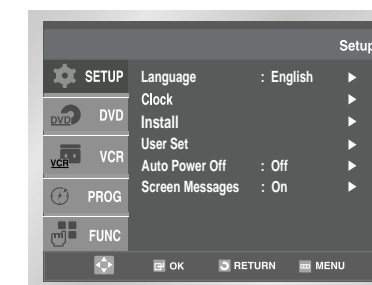 Setup
SETUP
Language : English
Clock
DVD DVD
Install
User Set
VCR VCR
Auto Power Off : Off
Screen Messages : On
PROG
FUNC
OK RETURN MENU